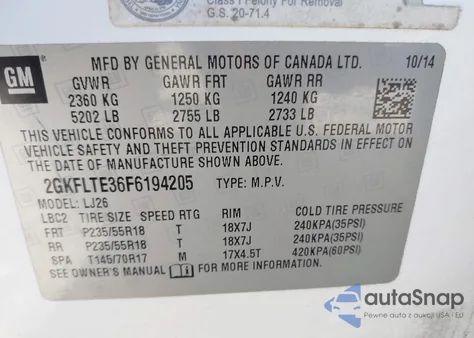 Class I Felony For Removal
G.S. 20-71.4
GM
MFD BY GENERAL MOTORS OF CANADA LTD. 10/14
GVWR GAWR FRT GAWR RR
2360 KG 1250 KG 1240 KG
5202 LB 2755 LB 2733 LB
THIS VEHICLE CONFORMS TO ALL APPLICABLE U.S. FEDERAL MOTOR
VEHICLE SAFETY AND THEFT PREVENTION STANDARDS IN EFFECT ON THE
DATE OF MANUFACTURE SHOWN ABOVE.
2GKFLTE36F6194205 TYPE: M.P.V.
MODEL: LJ26
LBC2 TIRE SIZE SPEED RTG RIM COLD TIRE PRESSURE
FRT P235/55R18 T 18X7J 240KPA(35PSI)
RR P235/55R18 T 18X7J 240KPA(35PSI)
SPA T145/70R17 M 17X4.5T 420KPA(60PSI)
SEE OWNER'S MANUAL FOR MORE INFORMATION.
autoSnap
Pewne auta z USA i EU